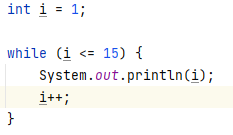 int i = 1;
while (i <= 15) {
    System.out.println(i);
    i++;
}